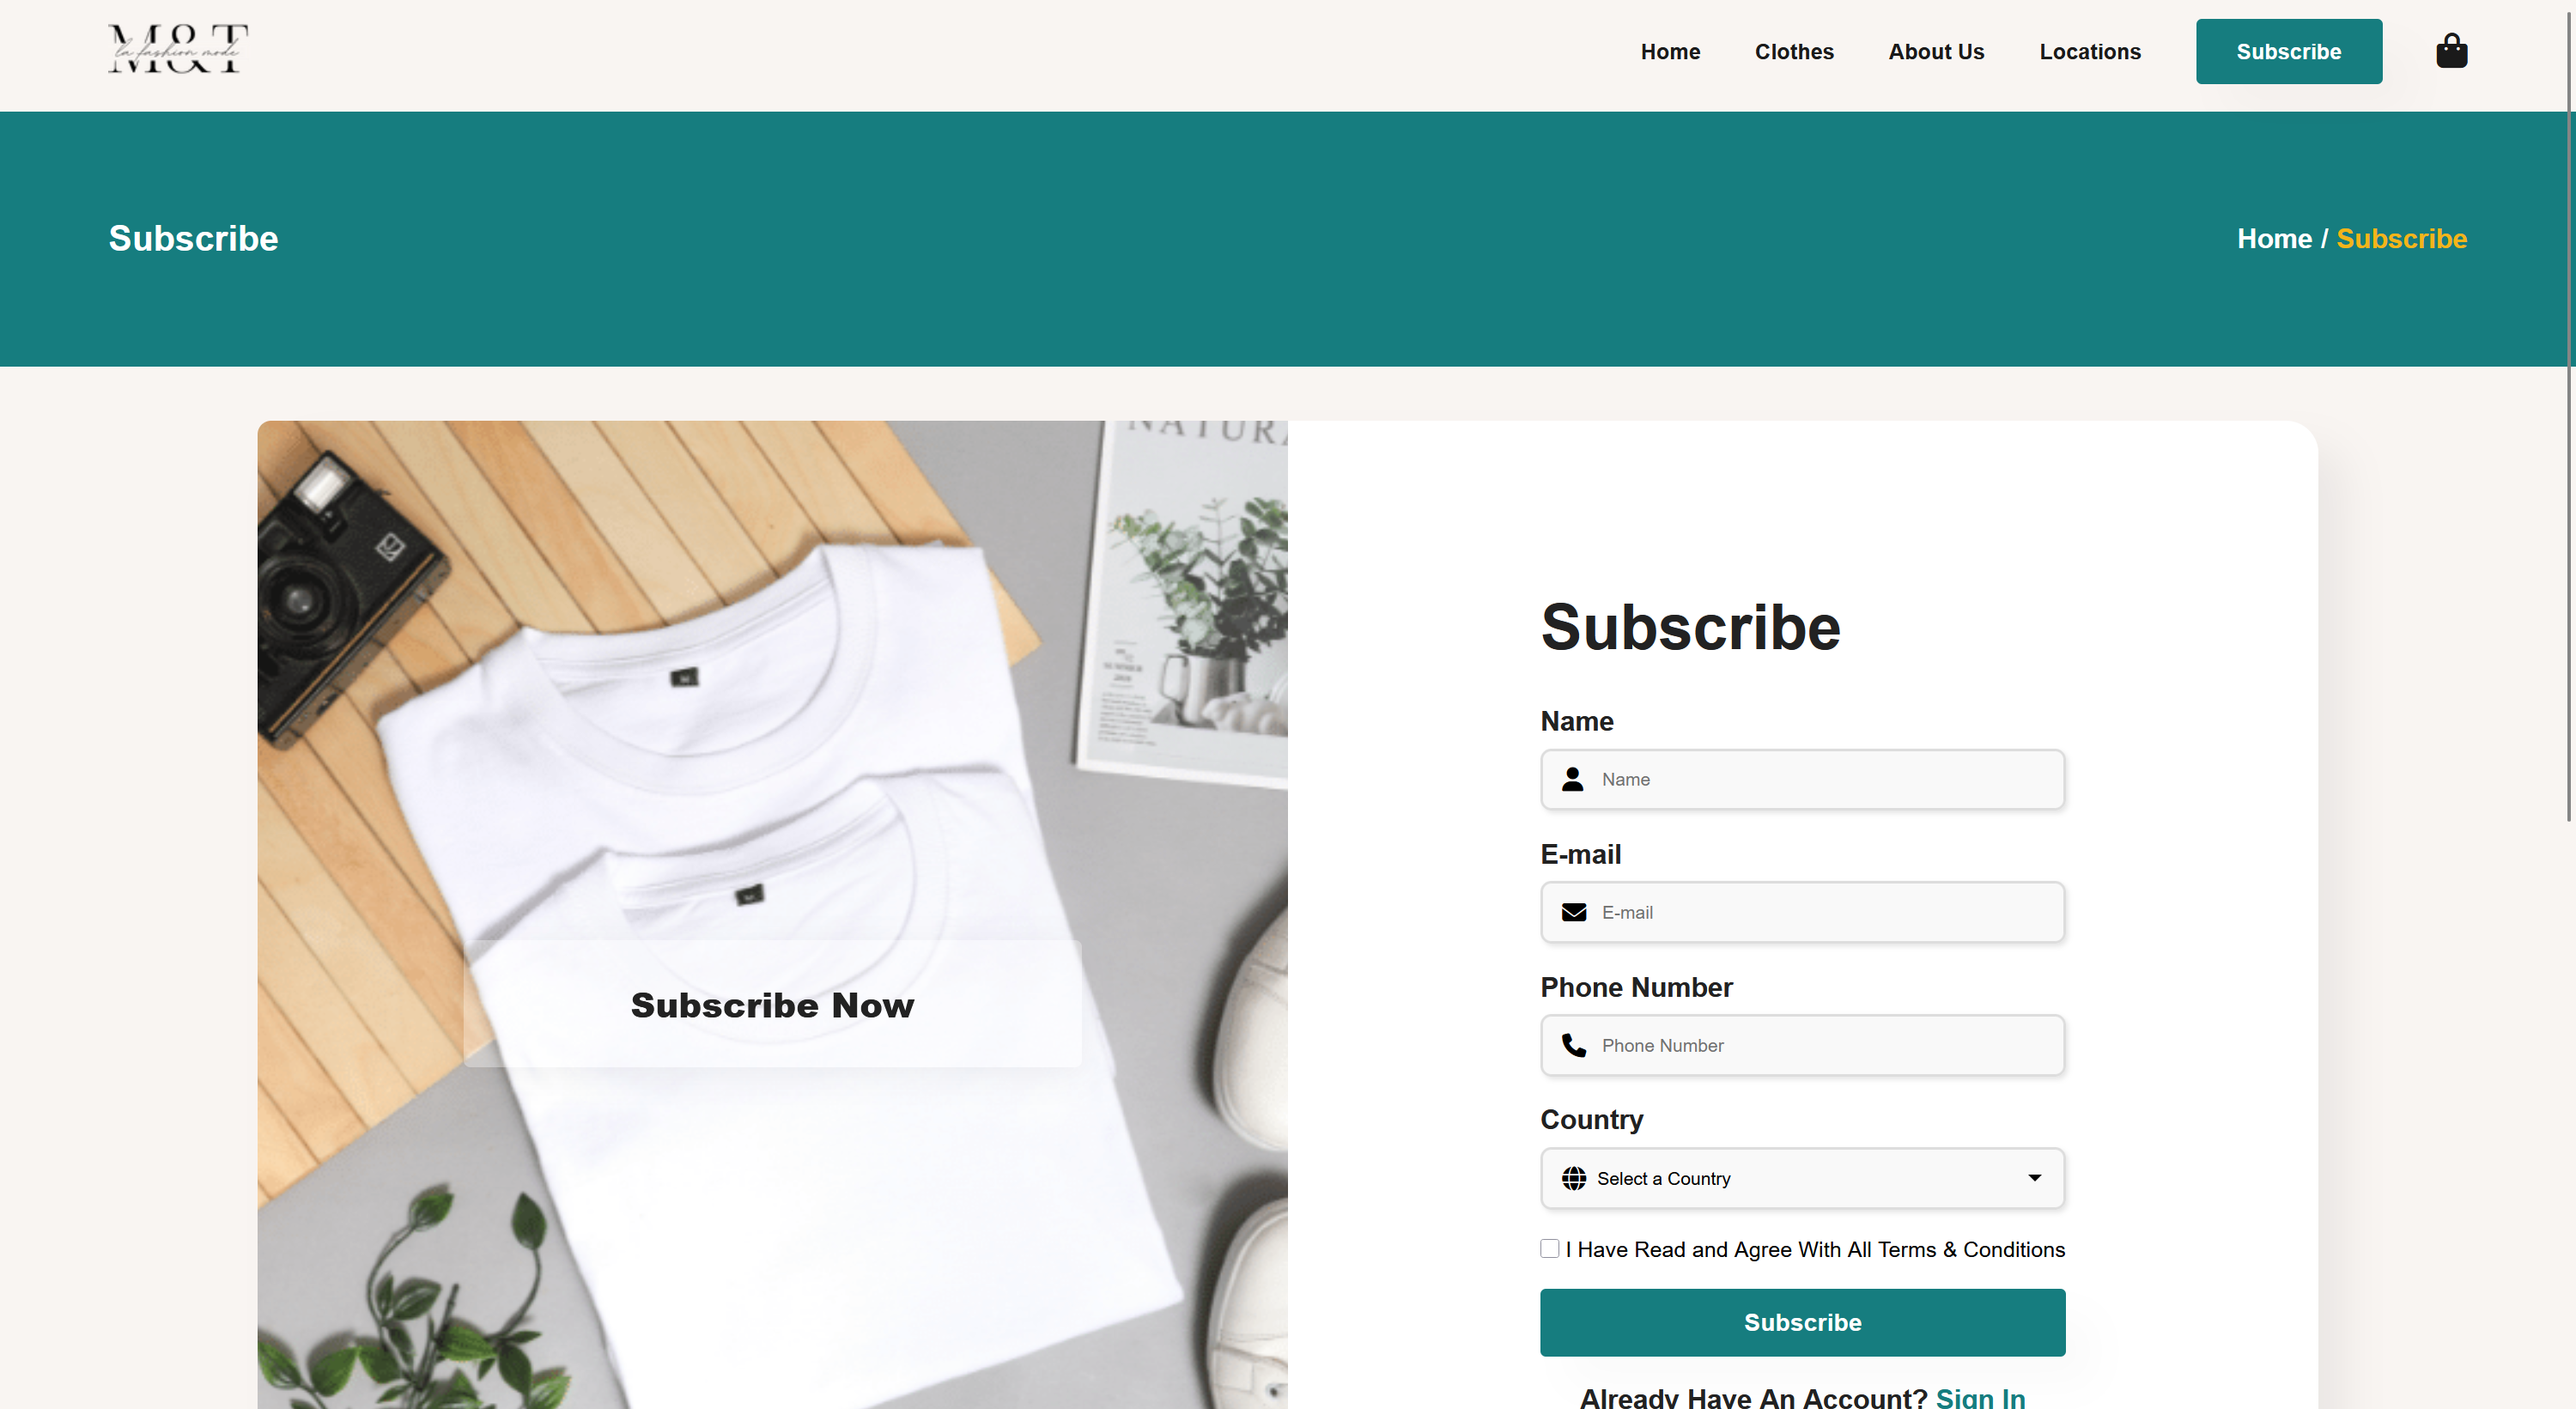 M&T
la fashion mode
Home
Clothes
About Us
Locations
Subscribe
Subscribe
Home / Subscribe
NATURA
SUMMER
Subscribe Now
Subscribe
Name
Name
E-mail
E-mail
Phone Number
Phone Number
Country
Select a Country
I Have Read and Agree With All Terms & Conditions
Subscribe
Already Have An Account? Sign In